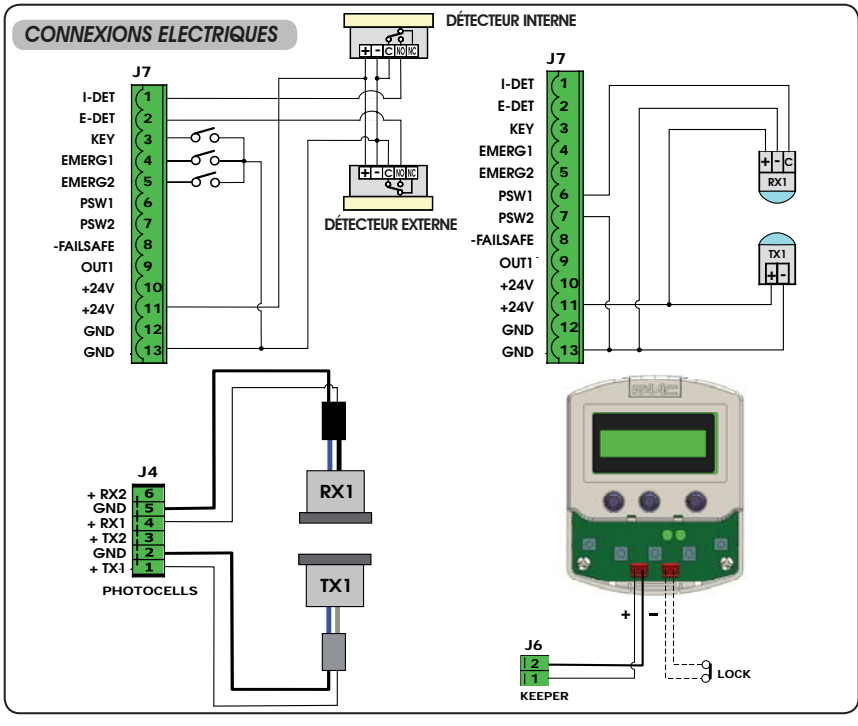 CONNEXIONS ELECTRIQUES
DÉTECTEUR INTERNE
+ - C NO NC
J7
I-DET 1
E-DET 2
KEY 3
EMERG1 4
EMERG2 5
PSW1 6
PSW2 7
-FAILSAFE 8
OUT1 9
+24V 10
+24V 11
GND 12
GND 13
+ - C NO NC
DÉTECTEUR EXTERNE
J7
I-DET 1
E-DET 2
KEY 3
EMERG1 4
EMERG2 5
PSW1 6
PSW2 7
-FAILSAFE 8
OUT1 9
+24V 10
+24V 11
GND 12
GND 13
+ - C
RX1
TX1
+ -
J4
+ RX2 6
GND 5
+ RX1 4
+ TX2 3
GND 2
+ TX1 1
PHOTOCELLS
RX1
TX1
FAAC
+ -
J6
2
1
KEEPER
LOCK